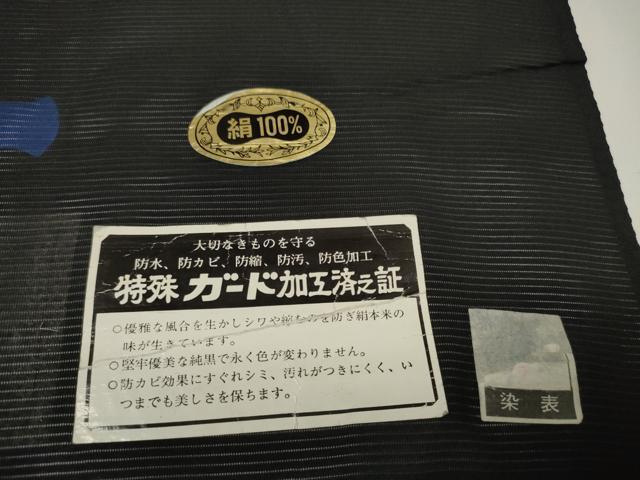 絹100%
大切なきものを守る
防水、防カビ、防縮、防汚、防色加工
特殊ガード加工済之証
○優雅な風合を生かしシワや縮なみを防ぎ絹本来の
味が生きています。
○堅牢優美な純黒で永く色が変わりません。
○防カビ効果にすぐれシミ、汚れがつきにくく、い
つまでも美しさを保ちます。
染表